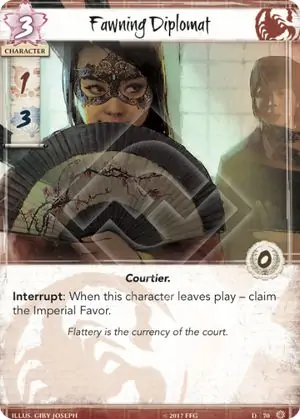 3
Fawning Diplomat
CHARACTER
1
3
0
Courtier.
Interrupt: When this character leaves play – claim
the Imperial Favor.
Flattery is the currency of the court.
ILLUS. GIBY JOSEPH
© 2017 FFG
D
70